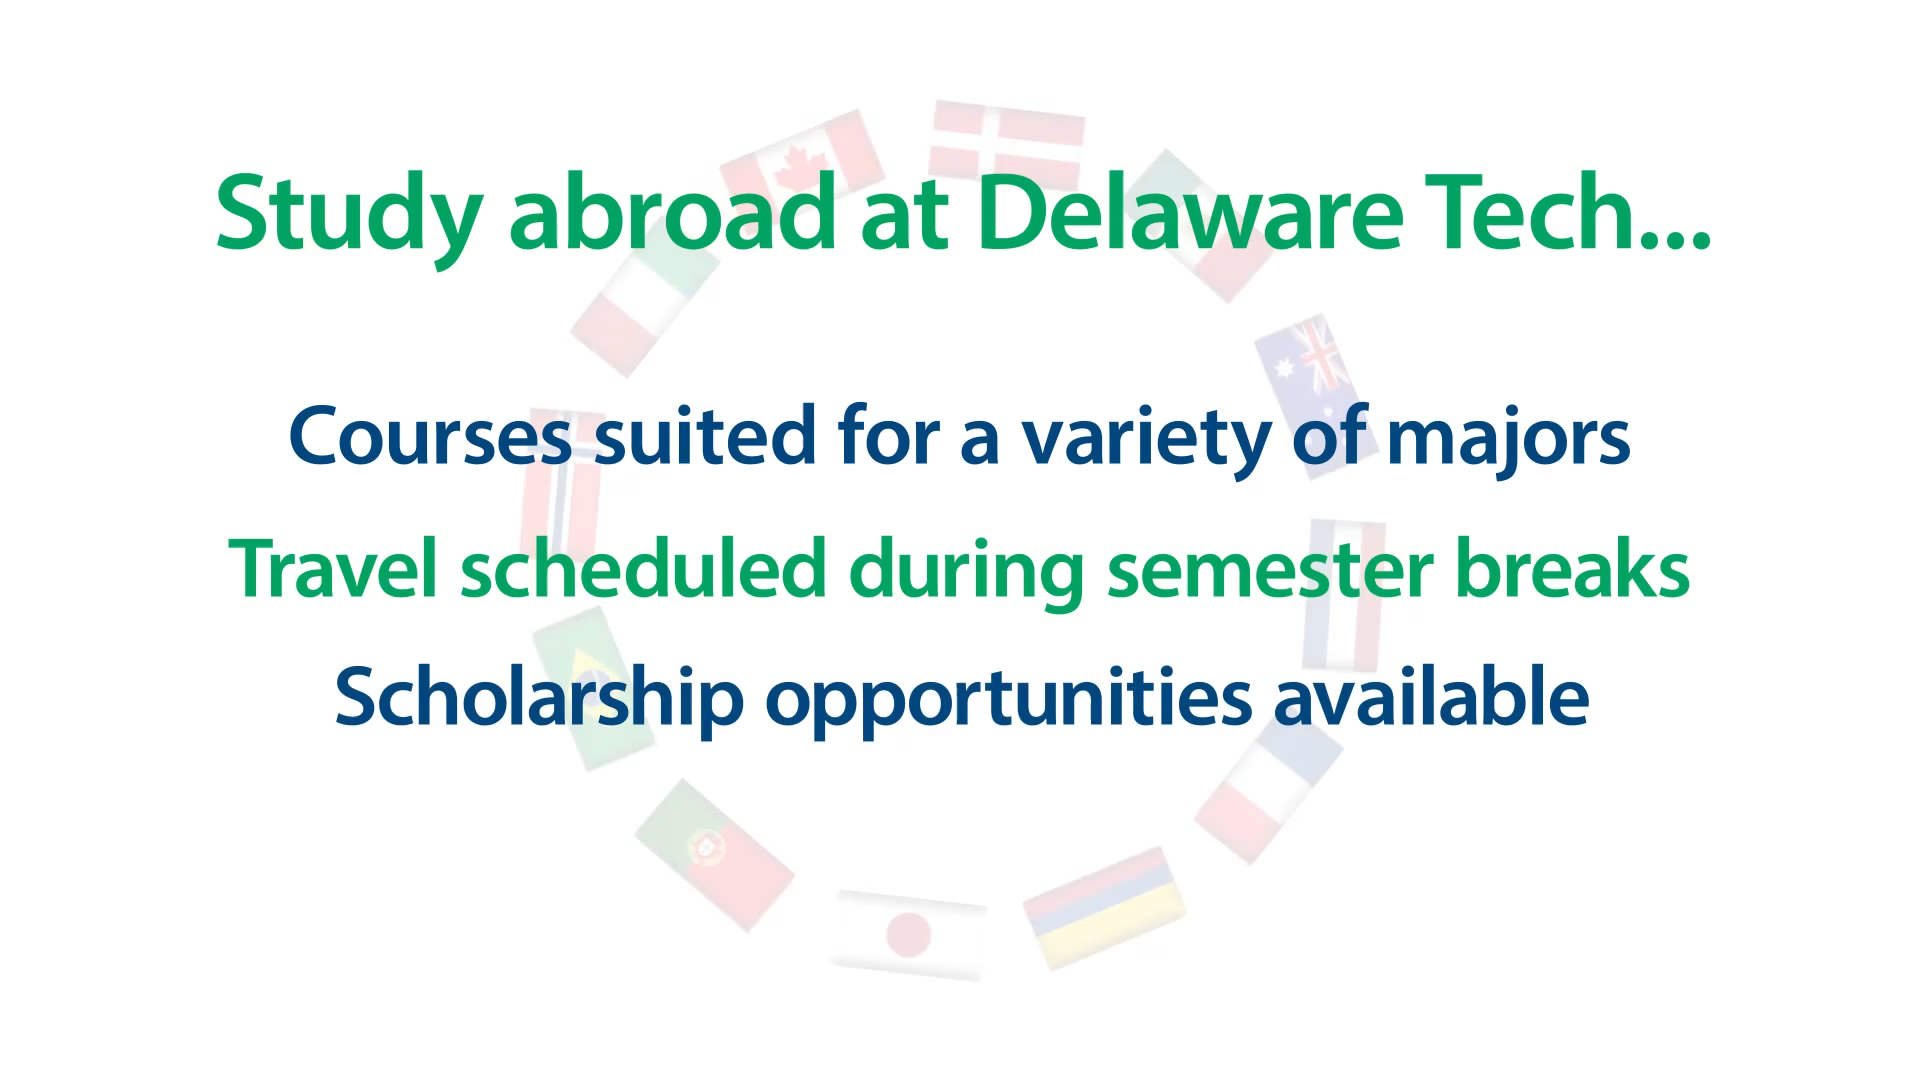 Study abroad at Delaware Tech...
Courses suited for a variety of majors
Travel scheduled during semester breaks
Scholarship opportunities available